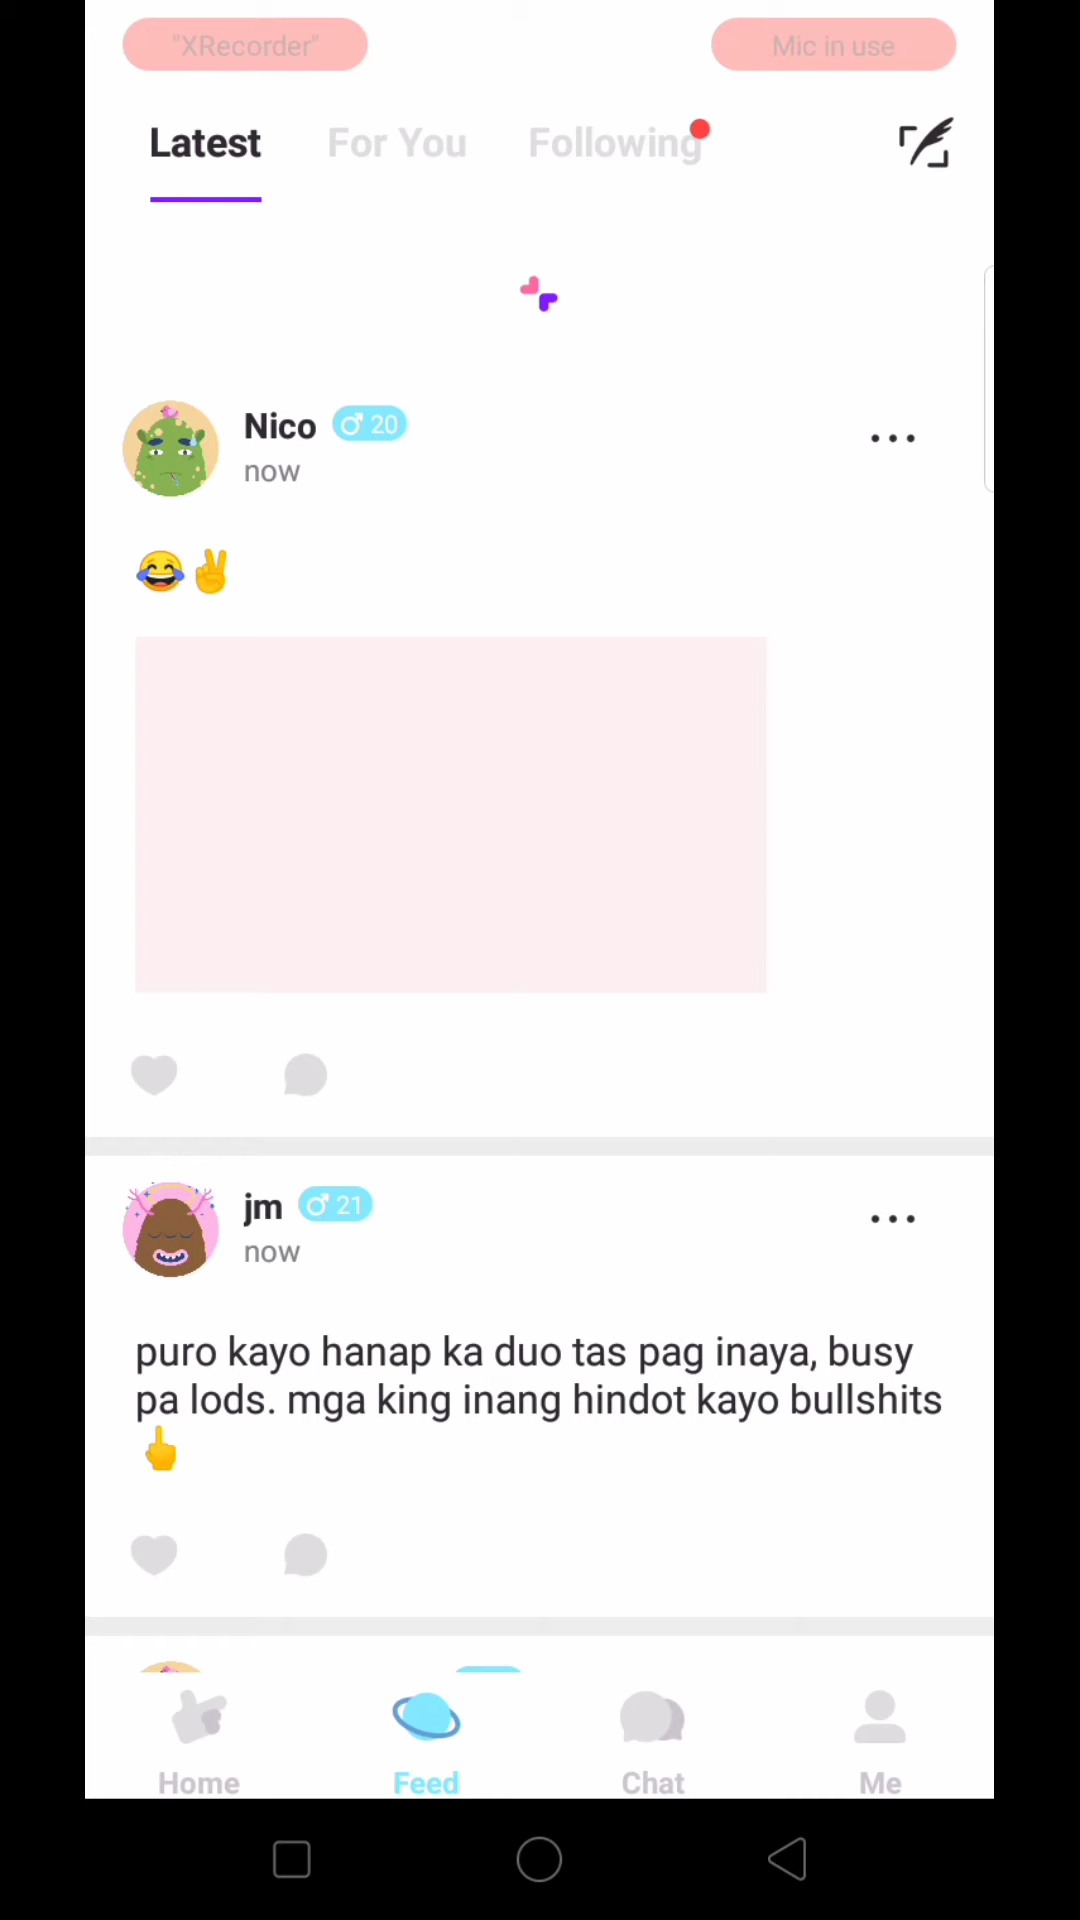 "XRecorder"
Mic in use
Latest
For You
Following
Nico
20
now
😂✌
jm
21
now
puro kayo hanap ka duo tas pag inaya, busy
pa lods. mga king inang hindot kayo bullshits
🖕
Home
Feed
Chat
Me